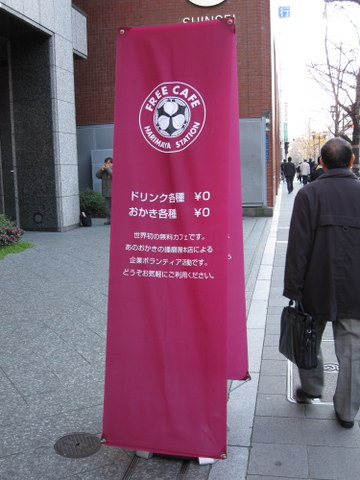 SHINSEI
行
FREE CAFE
HARIMAYA STATION
ドリンク各種 ¥0
おかき各種 ¥0
世界初の無料カフェです。
あのおかきの播磨屋本店による
企業ボランティア活動です。
どうぞお気軽にご利用ください。